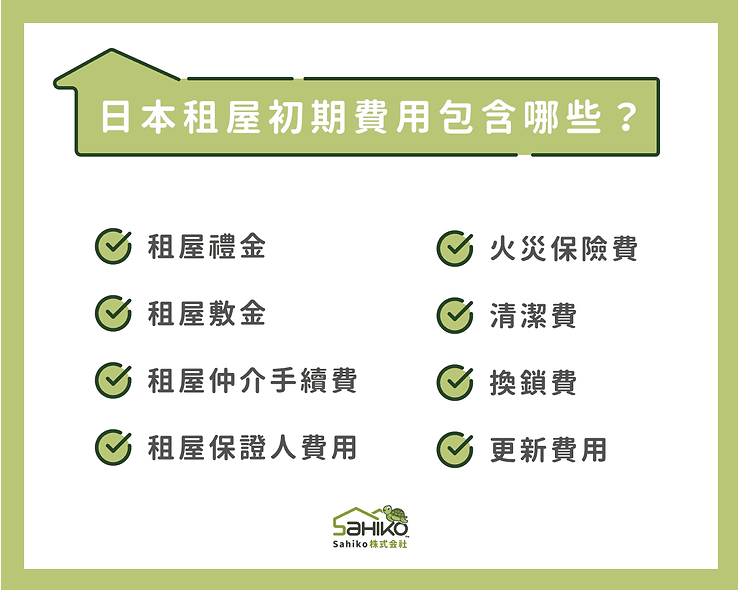 日本租屋初期費用包含哪些？
租屋禮金
租屋敷金
租屋仲介手續費
租屋保證人費用
火災保險費
清潔費
換鎖費
更新費用
SAHIKO
Sahiko株式会社